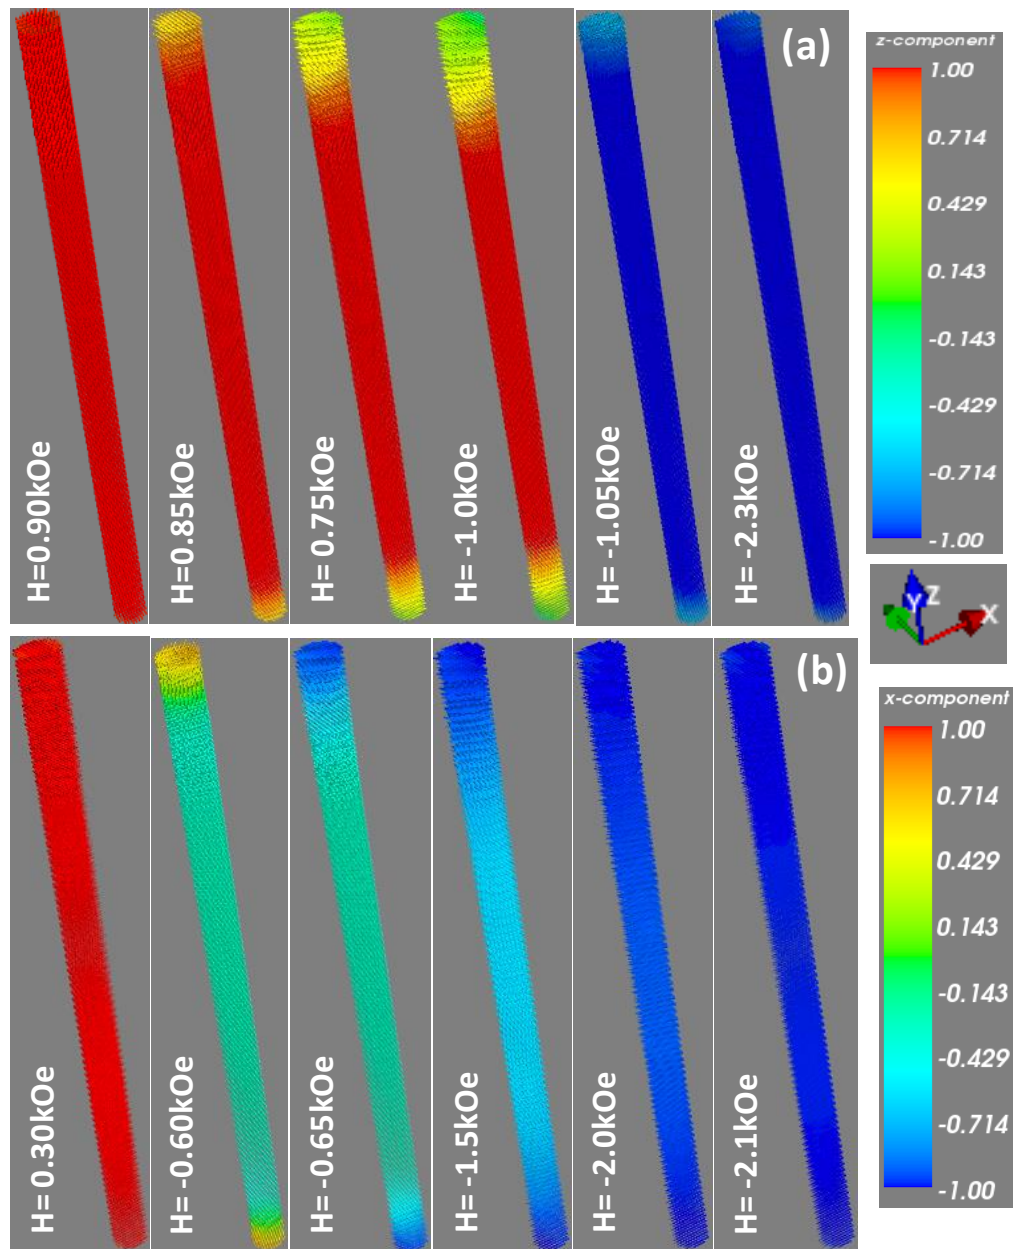 (a)
H=0.90kOe
H=0.85kOe
H= 0.75kOe
H= -1.0kOe
H= -1.05kOe
H= -2.3kOe
z-component
1.00
0.714
0.429
0.143
-0.143
-0.429
-0.714
-1.00
Y
Z
X
(b)
H= 0.30kOe
H= -0.60kOe
H= -0.65kOe
H= -1.5kOe
H= -2.0kOe
H= -2.1kOe
x-component
1.00
0.714
0.429
0.143
-0.143
-0.429
-0.714
-1.00